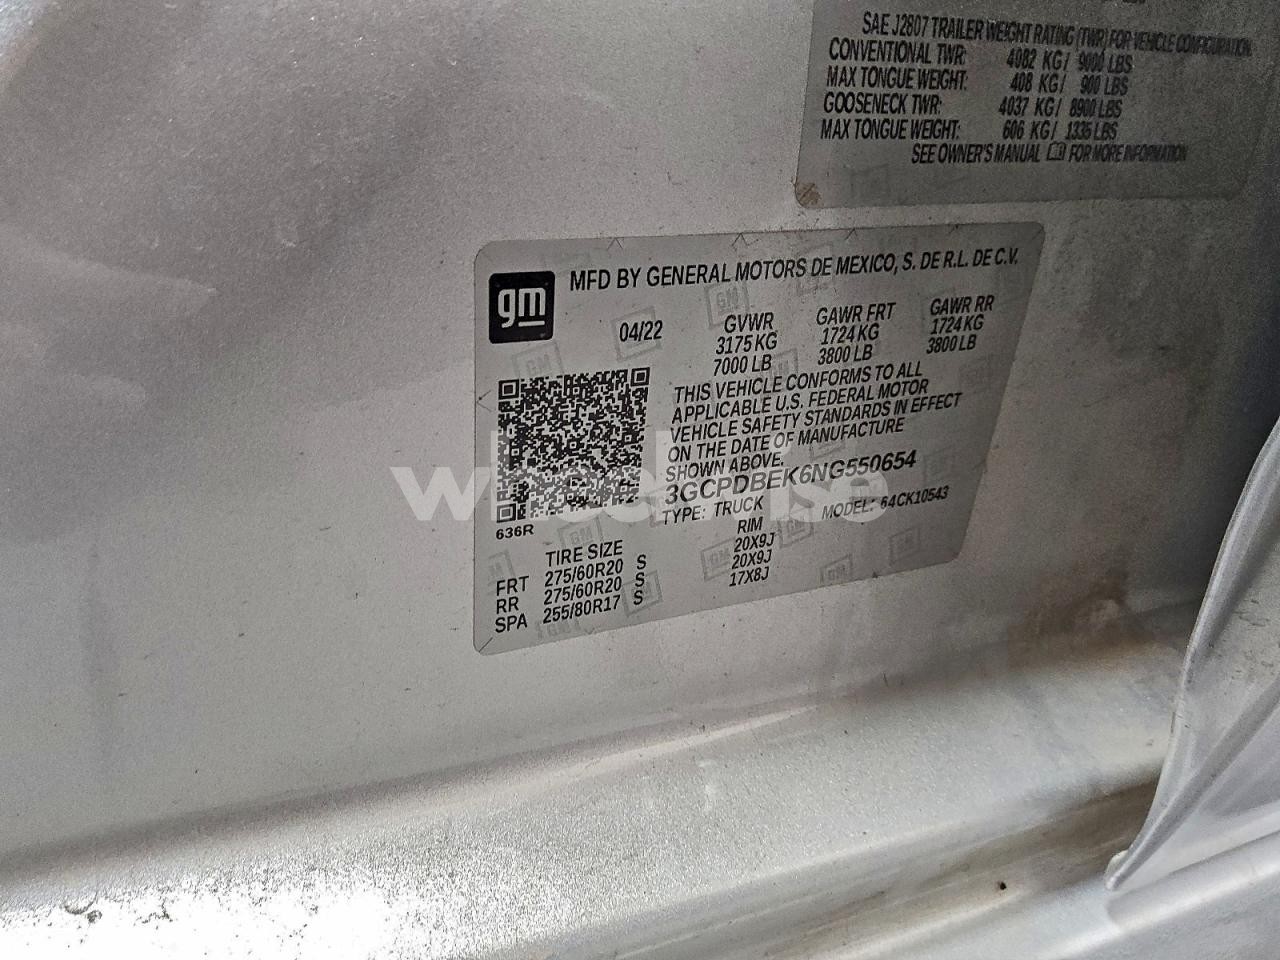 SAE J2807 TRAILER WEIGHT RATING (TWR) FOR VEHICLE CONFIGURATION
CONVENTIONAL TWR: 4082 KG/ 9000 LBS
MAX TONGUE WEIGHT: 408 KG/ 900 LBS
GOOSENECK TWR: 4037 KG/ 8900 LBS
MAX TONGUE WEIGHT: 606 KG/ 1335 LBS
SEE OWNER'S MANUAL FOR MORE INFORMATION
gm
MFD BY GENERAL MOTORS DE MEXICO, S. DE R.L. DE C.V.
04/22
GVWR
3175 KG
7000 LB
GAWR FRT
1724 KG
3800 LB
GAWR RR
1724 KG
3800 LB
THIS VEHICLE CONFORMS TO ALL
APPLICABLE U.S. FEDERAL MOTOR
VEHICLE SAFETY STANDARDS IN EFFECT
ON THE DATE OF MANUFACTURE
SHOWN ABOVE.
3GCPDBEK6NG550654
TYPE: TRUCK MODEL: 64CK10543
636R
TIRE SIZE RIM
FRT 275/60R20 S 20X9J
RR 275/60R20 S 20X9J
SPA 255/80R17 S 17X8J